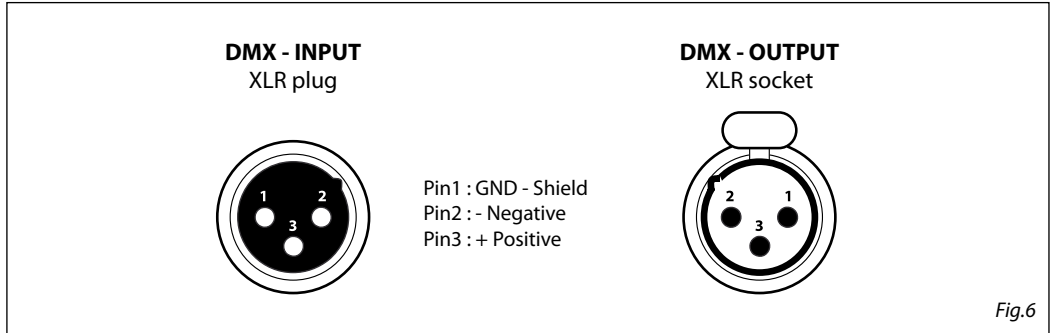 DMX - INPUT
XLR plug
1 2
3
Pin1 : GND - Shield
Pin2 : - Negative
Pin3 : + Positive
DMX - OUTPUT
XLR socket
2 1
3
Fig.6